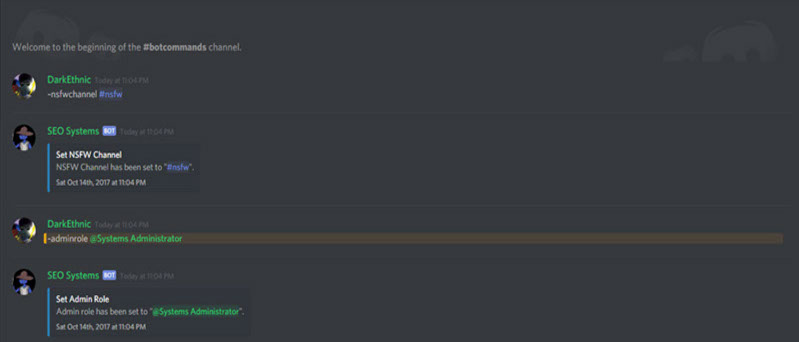 Welcome to the beginning of the #botcommands channel.
DarkEthnic Today at 11:04 PM
~nsfwchannel #nsfw
SEO Systems BOT Today at 11:04 PM
Set NSFW Channel
NSFW Channel has been set to "#nsfw".
Sat Oct 14th, 2017 at 11:04 PM
DarkEthnic Today at 11:04 PM
~adminrole @Systems Administrator
SEO Systems BOT Today at 11:04 PM
Set Admin Role
Admin role has been set to "@Systems Administrator".
Sat Oct 14th, 2017 at 11:04 PM